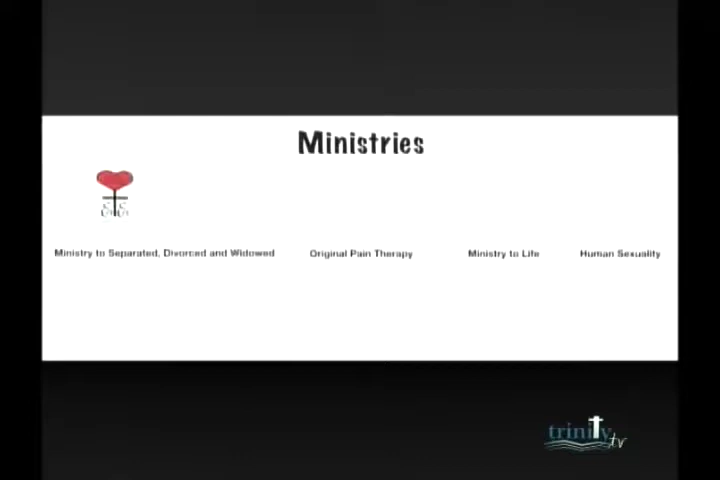 Ministries
Ministry to Separated, Divorced and Widowed Original Pain Therapy Ministry to Life Human Sexuality
trinity tv